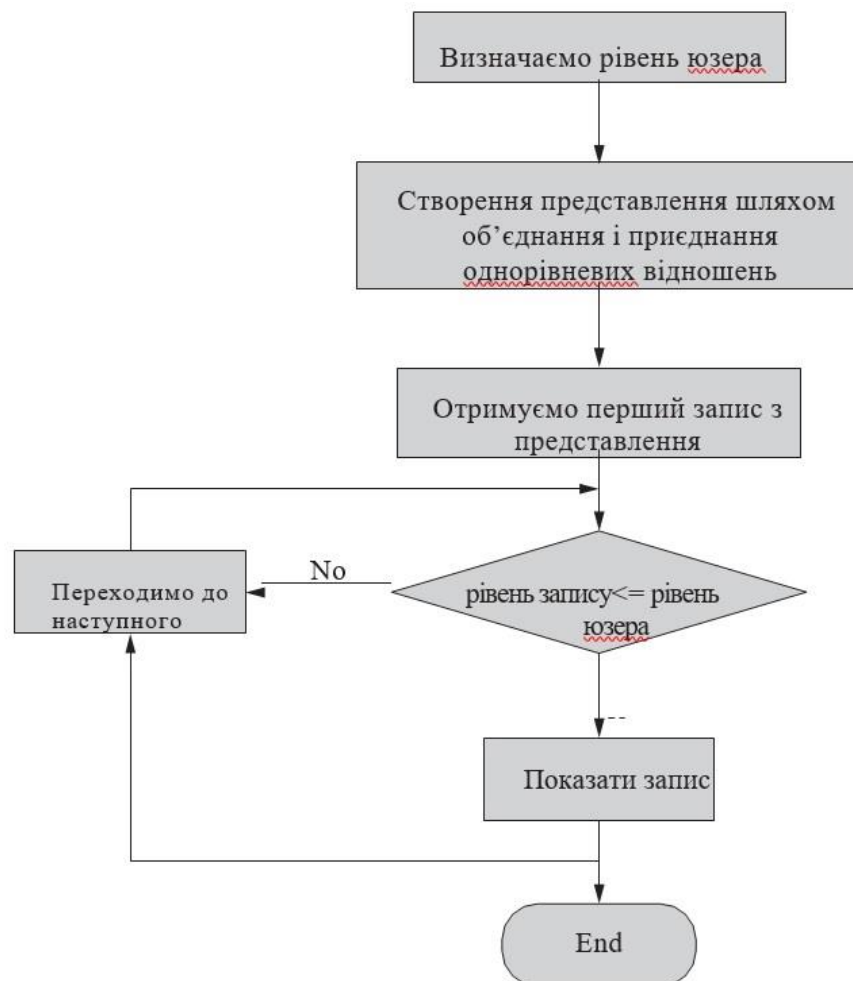 Визначаємо рівень юзера
Створення представлення шляхом
об’єднання і приєднання
однорівневих відношень
Отримуємо перший запис з
представлення
No
Переходимо до
наступного
рівень запису<= рівень
юзера
--
Показати запис
End